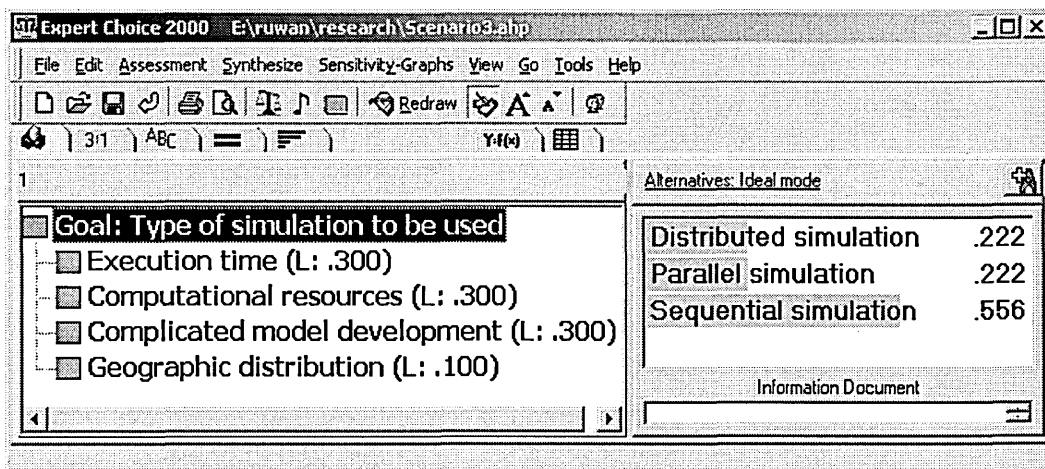 Expert Choice 2000 E:\ruwan\research\Scenario3.ahp
File Edit Assessment Synthesize Sensitivity-Graphs View Go Tools Help
Redraw A A
3:1 ABC Y=f(x)
1
Alternatives: Ideal mode
Goal: Type of simulation to be used
Execution time (L: .300)
Computational resources (L: .300)
Complicated model development (L: .300)
Geographic distribution (L: .100)
Distributed simulation .222
Parallel simulation .222
Sequential simulation .556
Information Document